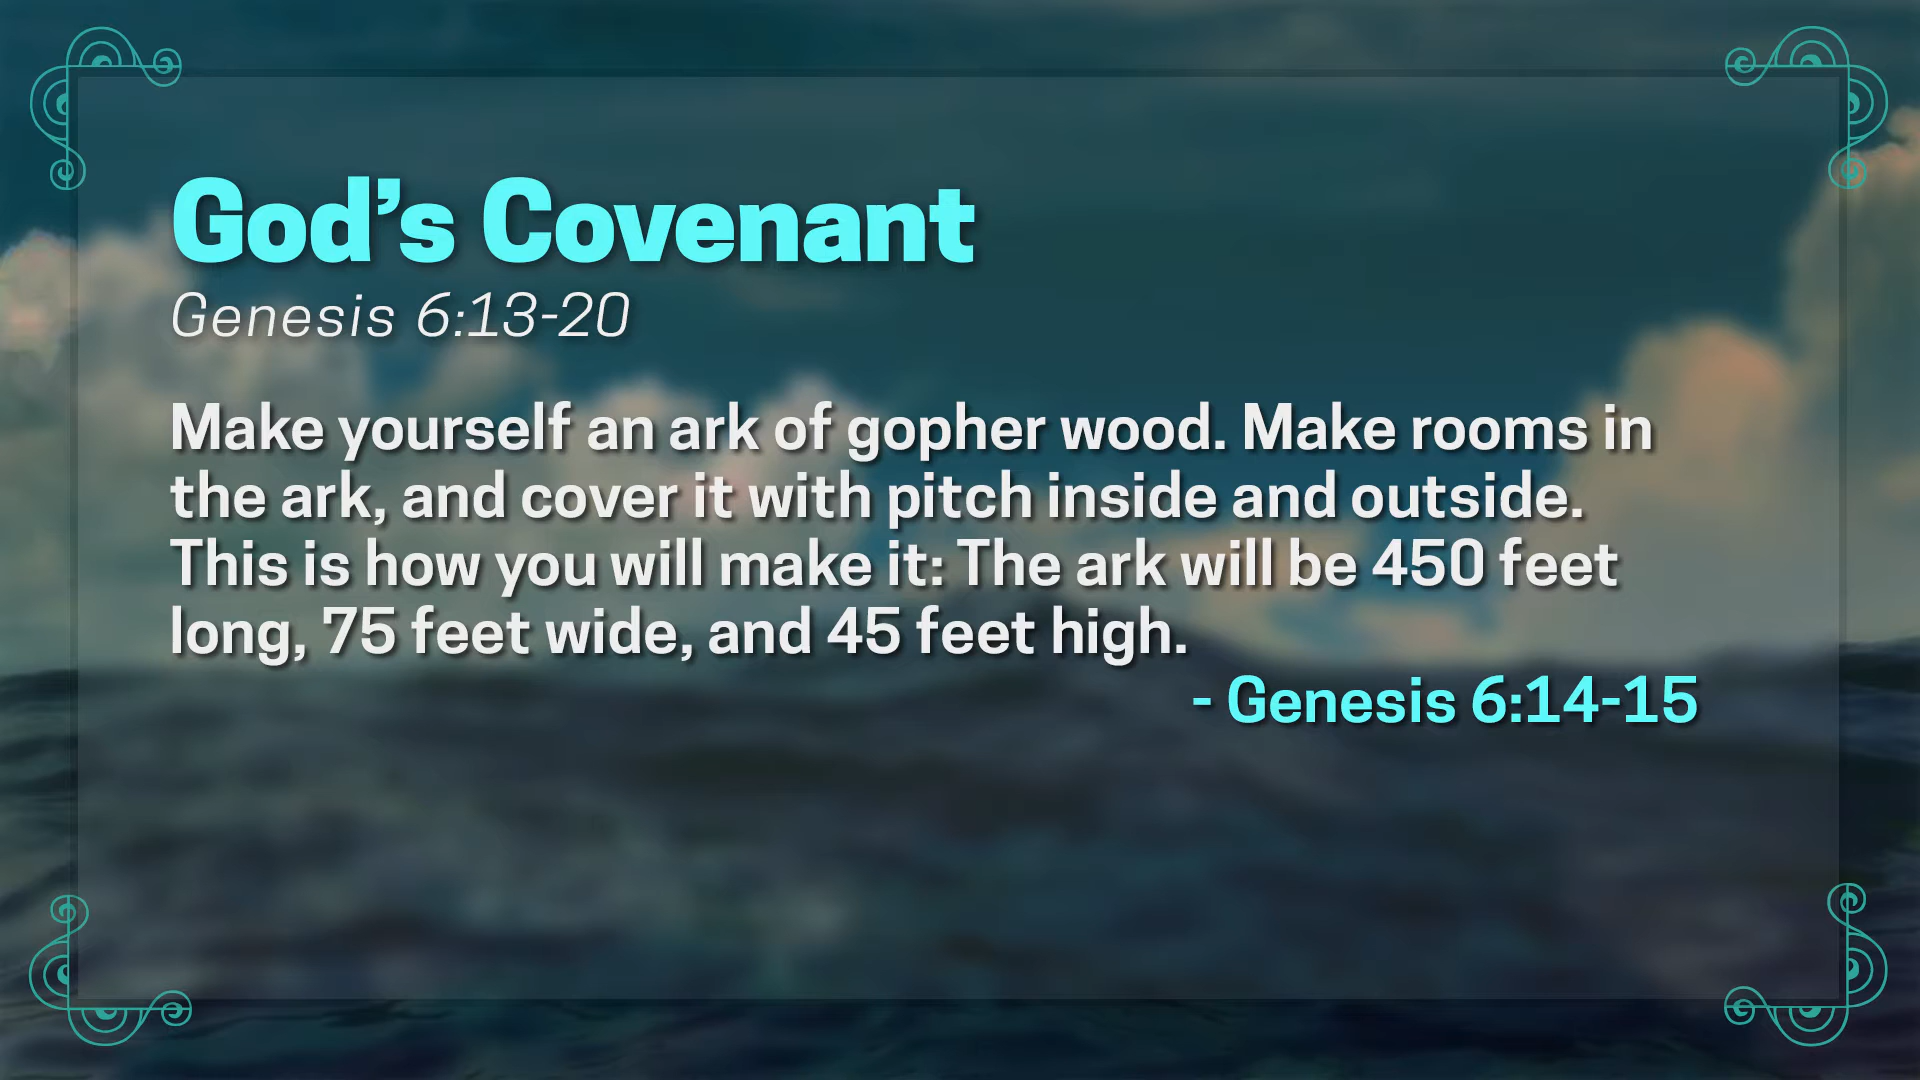 God’s Covenant
Genesis 6:13-20
Make yourself an ark of gopher wood. Make rooms in
the ark, and cover it with pitch inside and outside.
This is how you will make it: The ark will be 450 feet
long, 75 feet wide, and 45 feet high.
- Genesis 6:14-15